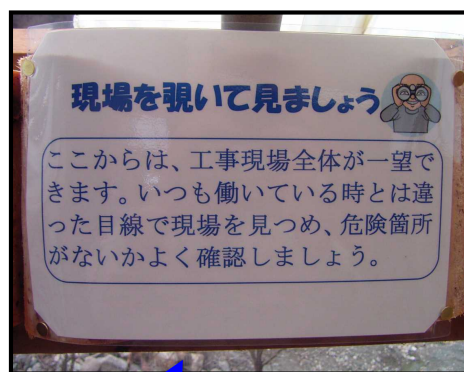 現場を覗いて見ましょう
ここからは、工事現場全体が一望で
きます。いつも働いている時とは違
った目線で現場を見つめ、危険箇所
がないかよく確認しましょう。